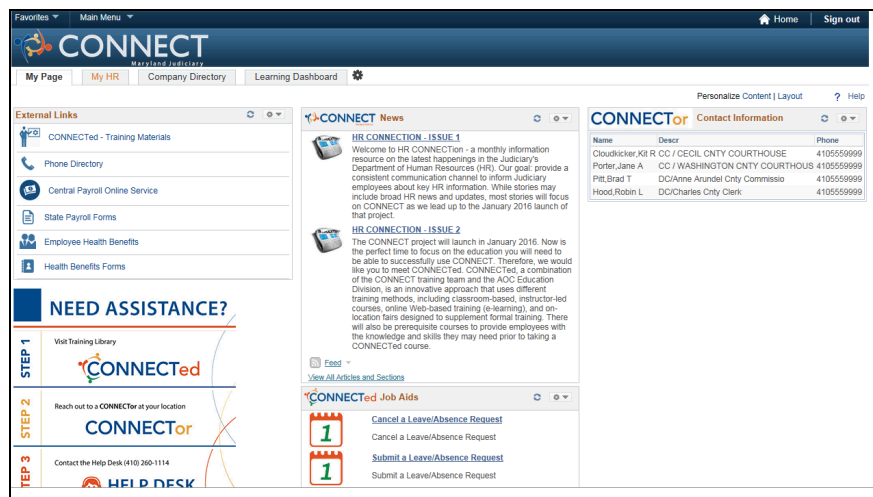 Favorites Main Menu Home Sign out
CONNECT
Maryland Judiciary
My Page My HR Company Directory Learning Dashboard
Personalize Content | Layout ? Help
External Links
CONNECTed - Training Materials
Phone Directory
Central Payroll Online Service
State Payroll Forms
Employee Health Benefits
Health Benefits Forms
NEED ASSISTANCE?
STEP 1
Visit Training Library
CONNECTed
STEP 2
Reach out to a CONNECTor at your location
CONNECTor
STEP 3
Contact the Help Desk (410) 260-1114
HELP DESK
CONNECT News
HR CONNECTION - ISSUE 1
Welcome to HR CONNECTion - a monthly information
resource on the latest happenings in the Judiciary's
Department of Human Resources (HR). Our goal: provide a
consistent communication channel to inform Judiciary
employees about key HR information. While stories may
include broad HR news and updates, most stories will focus
on CONNECT as we lead up to the January 2016 launch of
that project.
HR CONNECTION - ISSUE 2
The CONNECT project will launch in January 2016. Now is
the perfect time to focus on the education you will need to
be able to successfully use CONNECT. Therefore, we would
like you to meet CONNECTed. CONNECTed, a combination
of the CONNECT training team and the AOC Education
Division, is an innovative approach that uses different
training methods, including classroom-based, instructor-led
courses, online Web-based training (e-learning), and on-
location fairs designed to supplement formal training. There
will also be prerequisite courses to provide employees with
the knowledge and skills they may need prior to taking a
CONNECTed course.
Feed
View All Articles and Sections
CONNECTed Job Aids
1
Cancel a Leave/Absence Request
Cancel a Leave/Absence Request
1
Submit a Leave/Absence Request
Submit a Leave/Absence Request
CONNECTor Contact Information
Name Descr Phone
Cloudkicker,Kit R CC / CECIL CNTY COURTHOUSE 4105559999
Porter,Jane A CC / WASHINGTON CNTY COURTHOUS 4105559999
Pitt,Brad T DC/Anne Arundel Cnty Commissio 4105559999
Hood,Robin L DC/Charles Cnty Clerk 4105559999